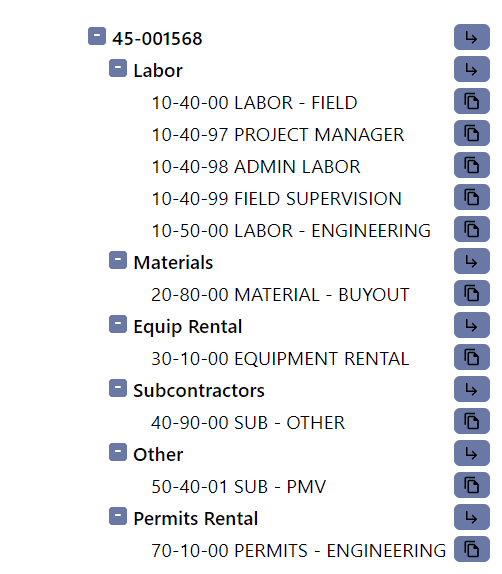 45-001568
Labor
10-40-00 LABOR - FIELD
10-40-97 PROJECT MANAGER
10-40-98 ADMIN LABOR
10-40-99 FIELD SUPERVISION
10-50-00 LABOR - ENGINEERING
Materials
20-80-00 MATERIAL - BUYOUT
Equip Rental
30-10-00 EQUIPMENT RENTAL
Subcontractors
40-90-00 SUB - OTHER
Other
50-40-01 SUB - PMV
Permits Rental
70-10-00 PERMITS - ENGINEERING